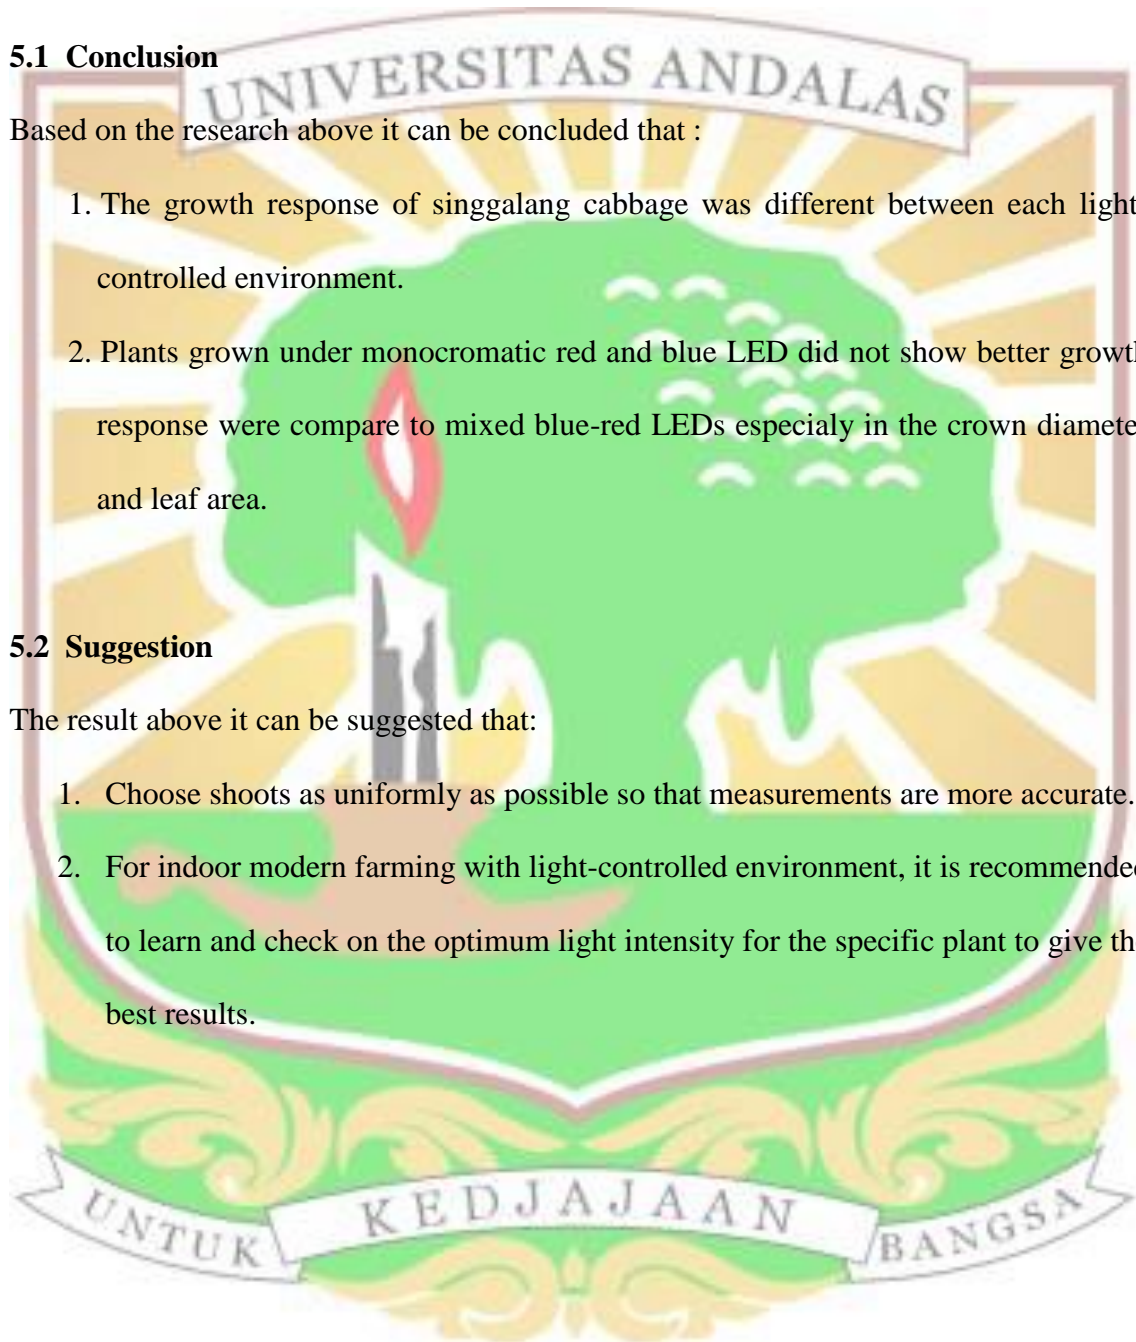 5.1 Conclusion
UNIVERSITAS ANDALAS
Based on the research above it can be concluded that :
1. The growth response of singgalang cabbage was different between each light
controlled environment.
2. Plants grown under monocromatic red and blue LED did not show better growth
response were compare to mixed blue-red LEDs especialy in the crown diamete
and leaf area.
5.2 Suggestion
The result above it can be suggested that:
1. Choose shoots as uniformly as possible so that measurements are more accurate.
2. For indoor modern farming with light-controlled environment, it is recommended
to learn and check on the optimum light intensity for the specific plant to give th
best results.
UNTUK KEDJAJAAN BANGSA